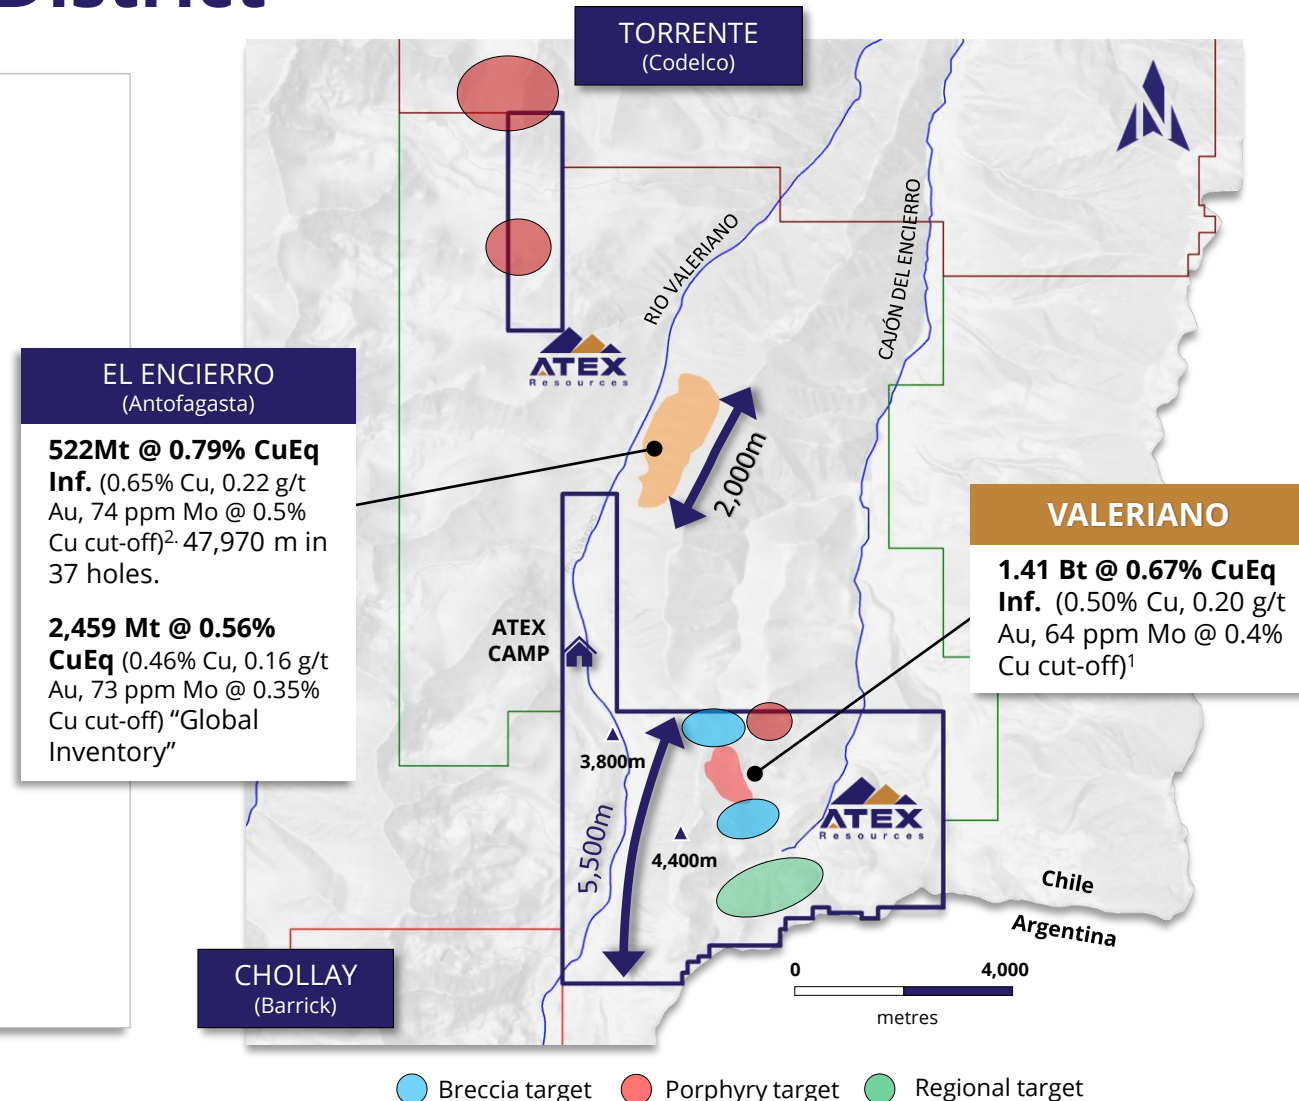 District
TORRENTE
(Codelco)
RIO VALERIANO
CAJÓN DEL ENCIERRO
ATEX
Resources
EL ENCIERRO
(Antofagasta)
522Mt @ 0.79% CuEq
Inf. (0.65% Cu, 0.22 g/t
Au, 74 ppm Mo @ 0.5%
Cu cut-off)2. 47,970 m in
37 holes.
2,459 Mt @ 0.56%
CuEq (0.46% Cu, 0.16 g/t
Au, 73 ppm Mo @ 0.35%
Cu cut-off) “Global
Inventory”
2,000m
VALERIANO
1.41 Bt @ 0.67% CuEq
Inf. (0.50% Cu, 0.20 g/t
Au, 64 ppm Mo @ 0.4%
Cu cut-off)1
ATEX
CAMP
3,800m
5,500m
4,400m
ATEX
Resources
Chile
Argentina
CHOLLAY
(Barrick)
0 4,000
metres
Breccia target Porphyry target Regional target